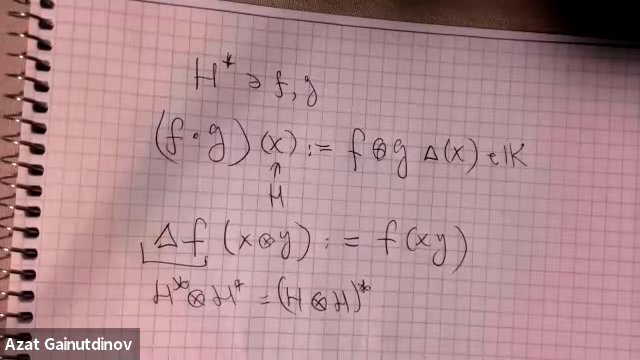 H* ∋ f, g
(f · g) (x) := f ⊗ g Δ(x) ∈ K
↑
H
Δf (x⊗y) := f(xy)
H* ⊗ H* = (H ⊗ H)*
Azat Gainutdinov